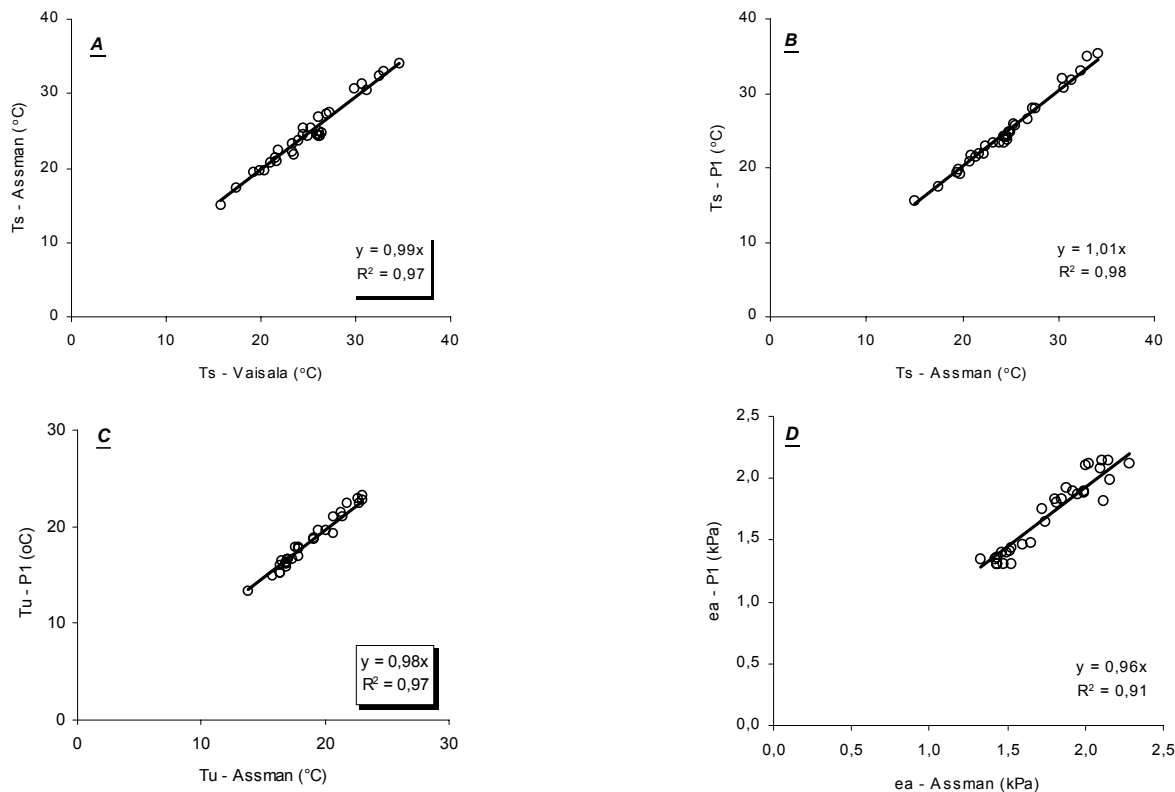 A
40
30
20
10
0
Ts - Assman (°C)
y = 0,99x
R² = 0,97
0 10 20 30 40
Ts - Vaisala (°C)
B
40
30
20
10
0
Ts - P1 (°C)
y = 1,01x
R² = 0,98
0 10 20 30 40
Ts - Assman (°C)
C
30
20
10
0
Tu - P1 (oC)
y = 0,98x
R² = 0,97
0 10 20 30
Tu - Assman (°C)
D
2,5
2,0
1,5
1,0
0,5
0,0
ea - P1 (kPa)
y = 0,96x
R² = 0,91
0,0 0,5 1,0 1,5 2,0 2,5
ea - Assman (kPa)